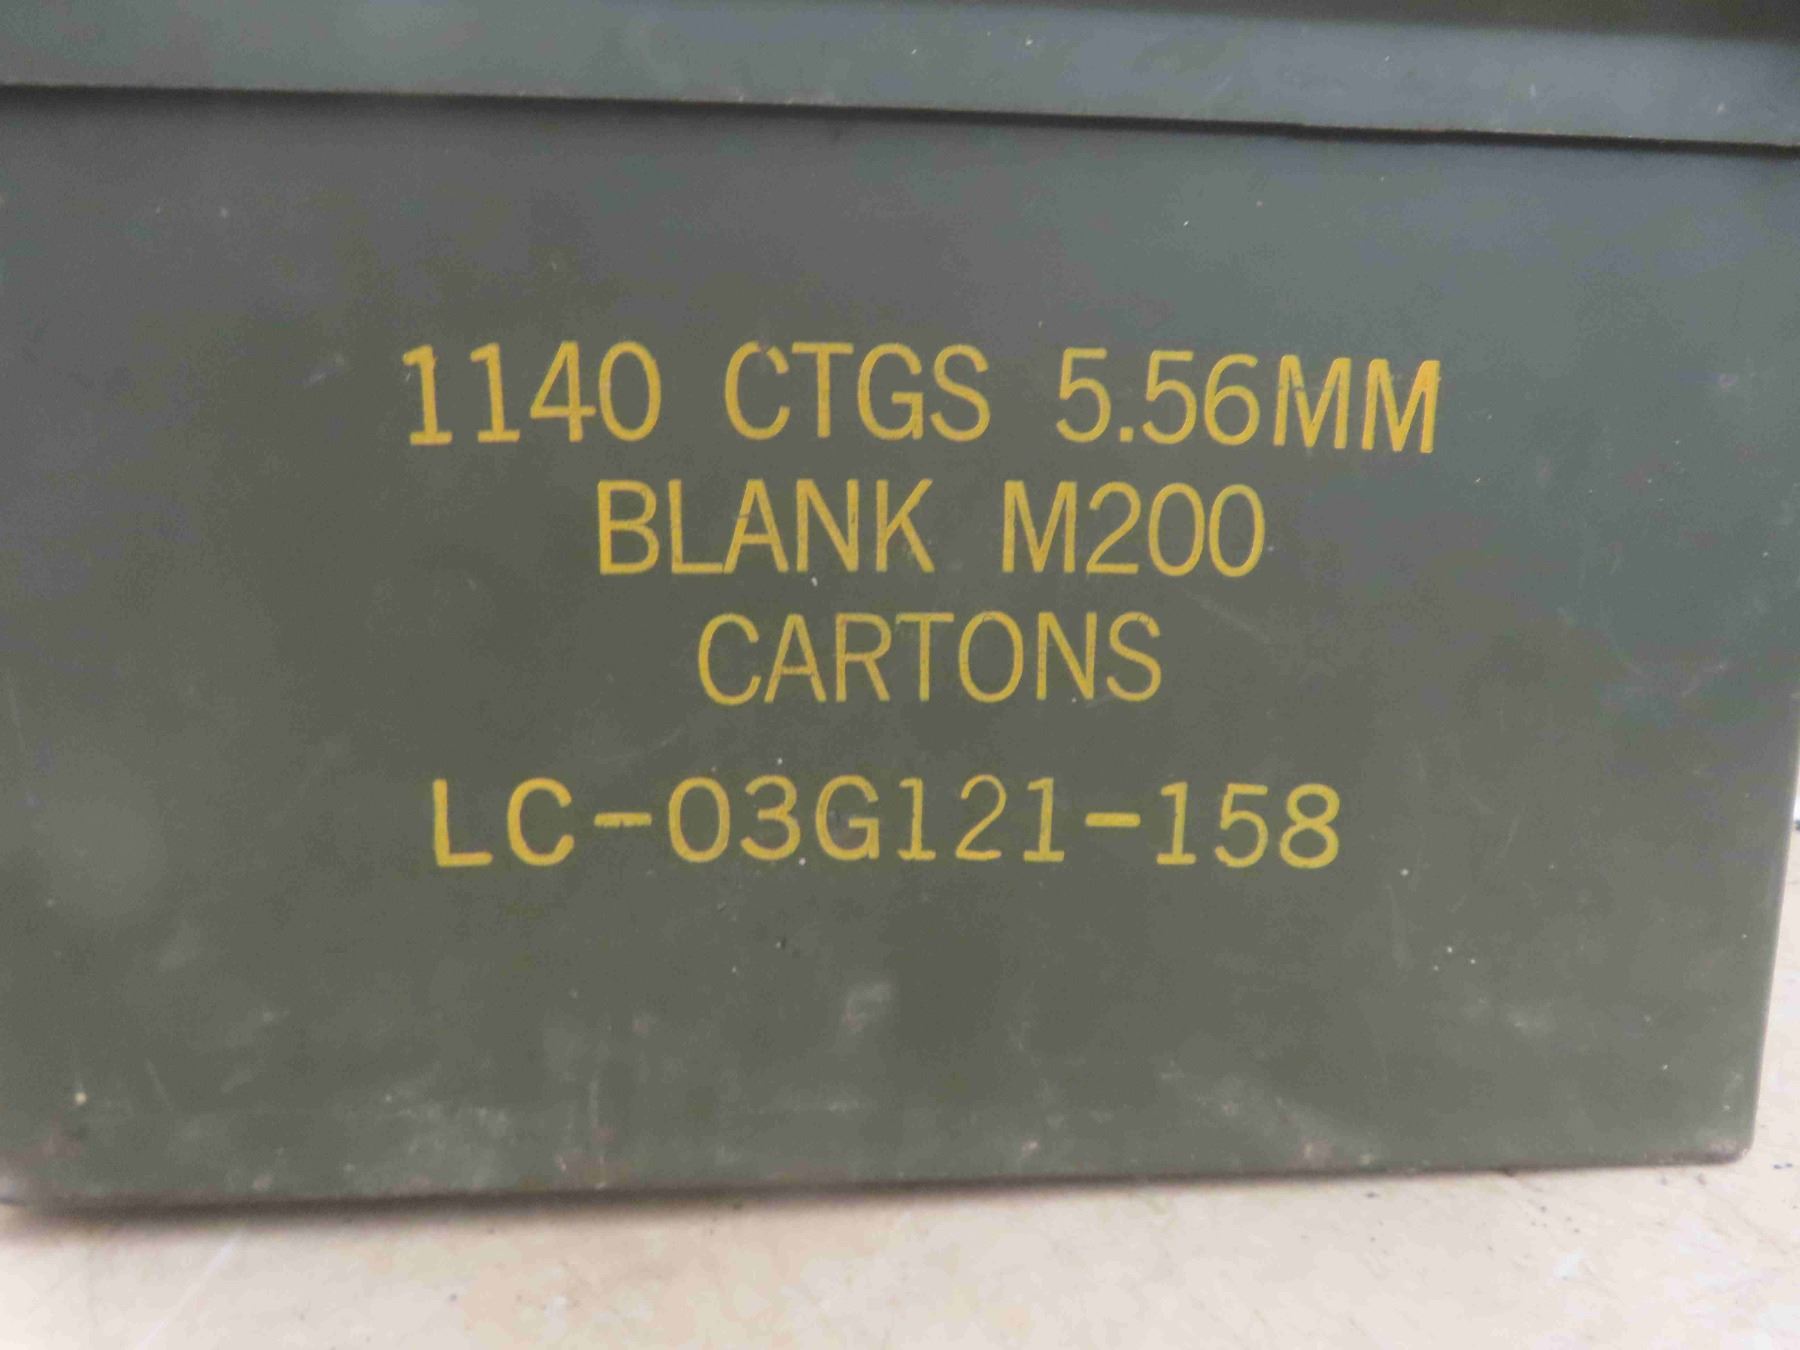 1140 CTGS 5.56MM
BLANK M200
CARTONS
LC-03G121-158